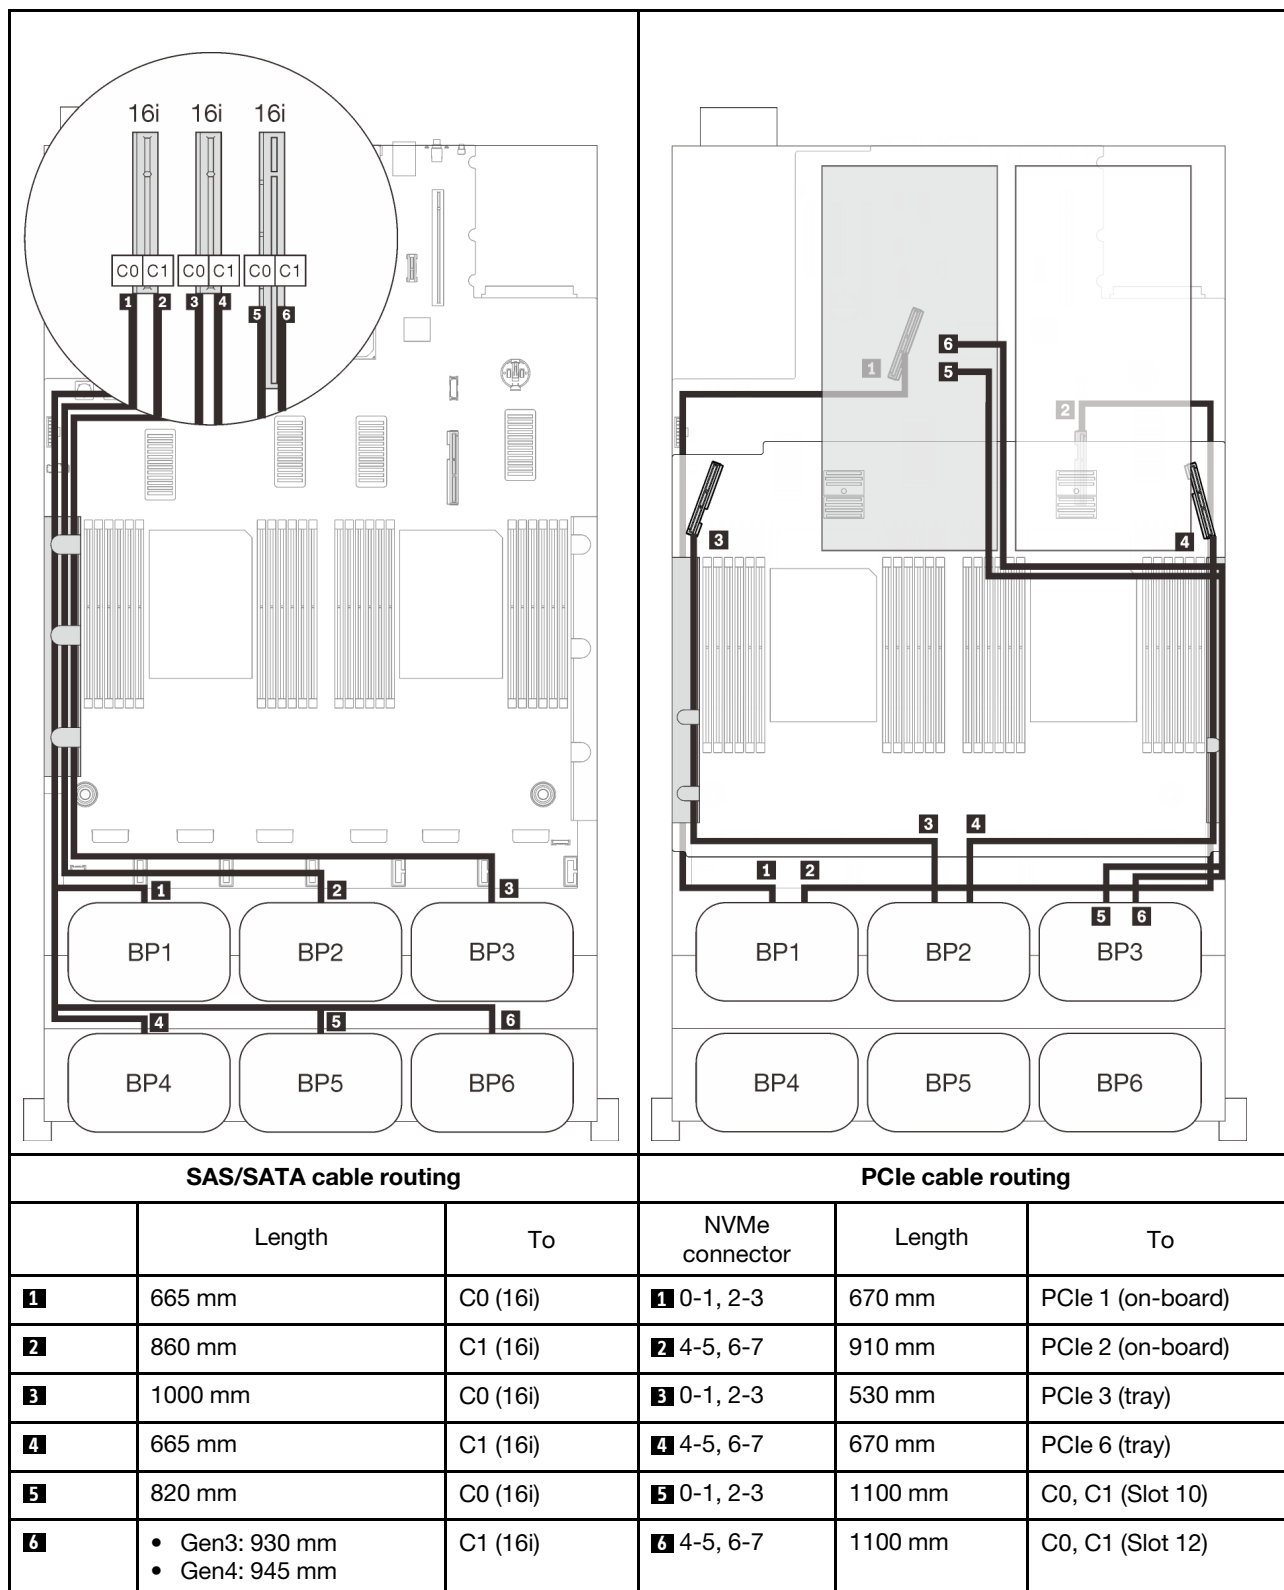 16i 16i 16i
C0 C1 C0 C1 C0 C1
1 2 3 4 5 6
1 2 3
BP1 BP2 BP3
4 5 6
BP4 BP5 BP6
6
1 5
2
3 4
3 4
1 2
5 6
BP1 BP2 BP3
BP4 BP5 BP6
SAS/SATA cable routing PCIe cable routing
Length To NVMe connector Length To
1 665 mm C0 (16i) 1 0-1, 2-3 670 mm PCIe 1 (on-board)
2 860 mm C1 (16i) 2 4-5, 6-7 910 mm PCIe 2 (on-board)
3 1000 mm C0 (16i) 3 0-1, 2-3 530 mm PCIe 3 (tray)
4 665 mm C1 (16i) 4 4-5, 6-7 670 mm PCIe 6 (tray)
5 820 mm C0 (16i) 5 0-1, 2-3 1100 mm C0, C1 (Slot 10)
6 • Gen3: 930 mm C1 (16i) 6 4-5, 6-7 1100 mm C0, C1 (Slot 12)
• Gen4: 945 mm